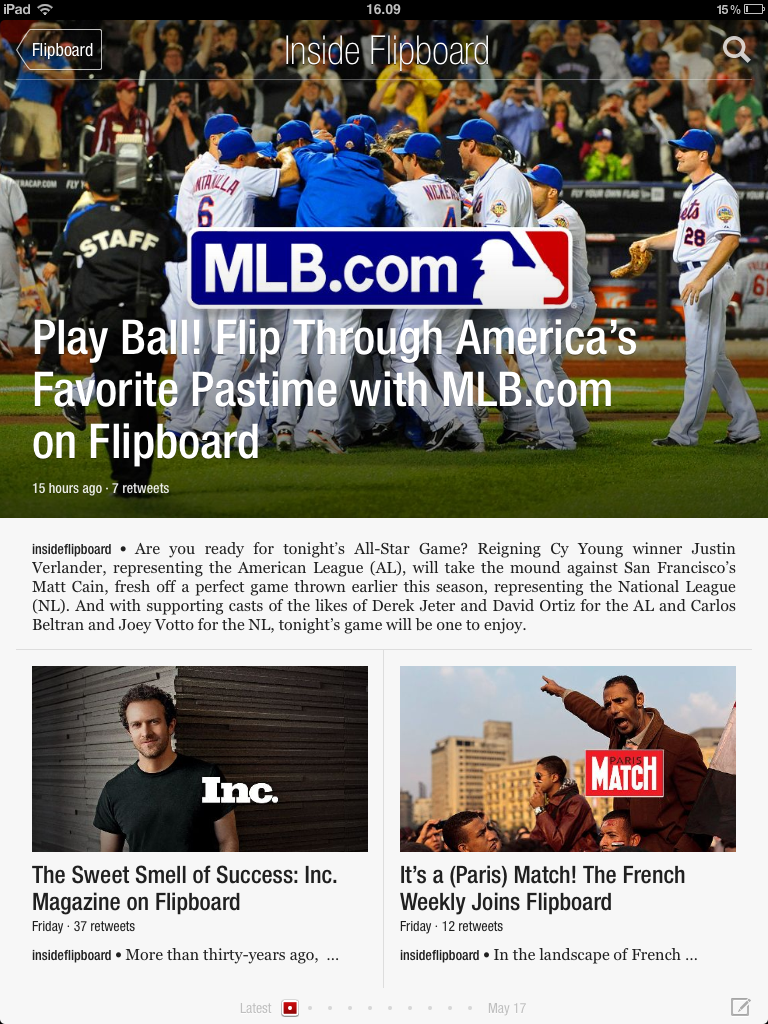 iPad 16.09 15%
Flipboard Inside Flipboard
NTANILLA
6
NICKE
4
28
STAFF
MLB.com
Play Ball! Flip Through America’s
Favorite Pastime with MLB.com
on Flipboard
15 hours ago · 7 retweets
insideflipboard • Are you ready for tonight’s All-Star Game? Reigning Cy Young winner Justin
Verlander, representing the American League (AL), will take the mound against San Francisco’s
Matt Cain, fresh off a perfect game thrown earlier this season, representing the National League
(NL). And with supporting casts of the likes of Derek Jeter and David Ortiz for the AL and Carlos
Beltran and Joey Votto for the NL, tonight’s game will be one to enjoy.
Inc.
The Sweet Smell of Success: Inc.
Magazine on Flipboard
Friday · 37 retweets
insideflipboard • More than thirty-years ago, ...
PARIS
MATCH
It’s a (Paris) Match! The French
Weekly Joins Flipboard
Friday · 12 retweets
insideflipboard • In the landscape of French ...
Latest May 17